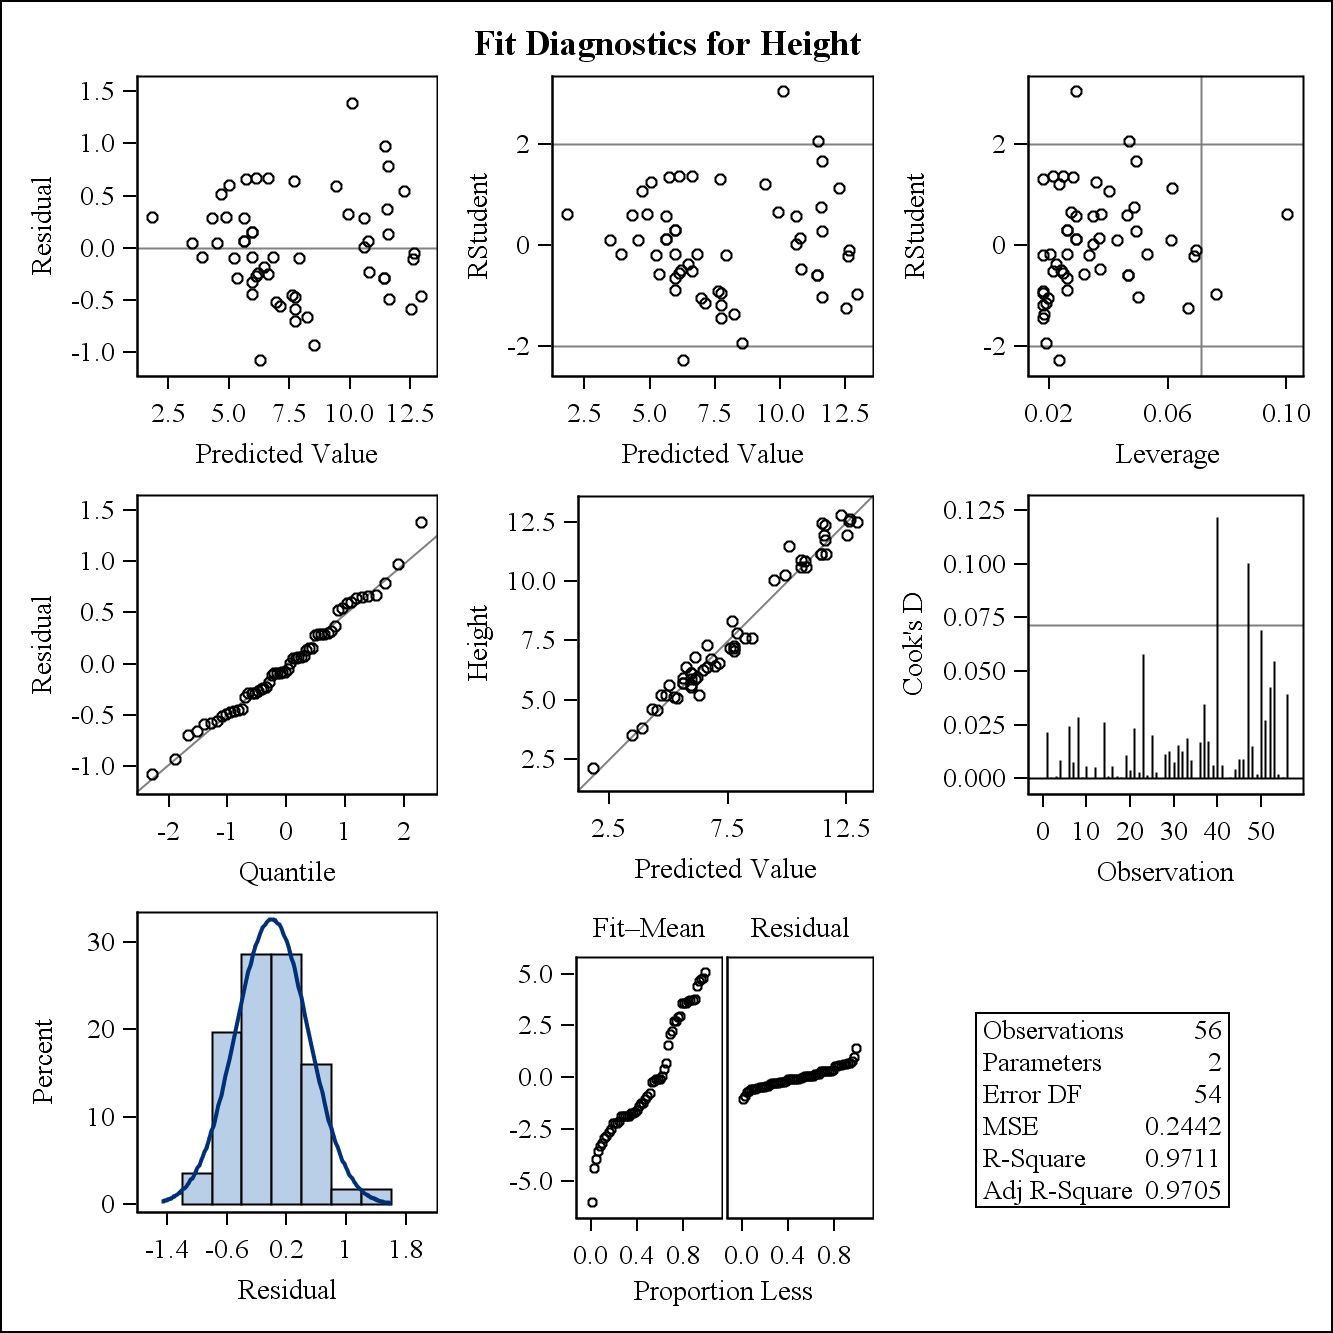 Fit Diagnostics for Height
1.5
1.0
0.5
0.0
-0.5
-1.0
Residual
2.5 5.0 7.5 10.0 12.5
Predicted Value
2
0
-2
RStudent
2.5 5.0 7.5 10.0 12.5
Predicted Value
2
0
-2
RStudent
0.02 0.06 0.10
Leverage
1.5
1.0
0.5
0.0
-0.5
-1.0
Residual
-2 -1 0 1 2
Quantile
12.5
10.0
7.5
5.0
2.5
Height
2.5 7.5 12.5
Predicted Value
0.125
0.100
0.075
0.050
0.025
0.000
Cook's D
0 10 20 30 40 50
Observation
30
20
10
0
Percent
-1.4 -0.6 0.2 1 1.8
Residual
Fit–Mean Residual
5.0
2.5
0.0
-2.5
-5.0
0.0 0.4 0.8 0.0 0.4 0.8
Proportion Less
Observations 56
Parameters 2
Error DF 54
MSE 0.2442
R-Square 0.9711
Adj R-Square 0.9705